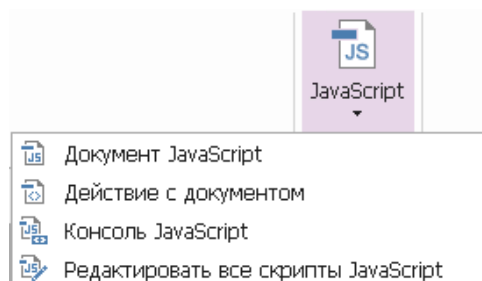 JS
JavaScript
Документ JavaScript
Действие с документом
Консоль JavaScript
Редактировать все скрипты JavaScript